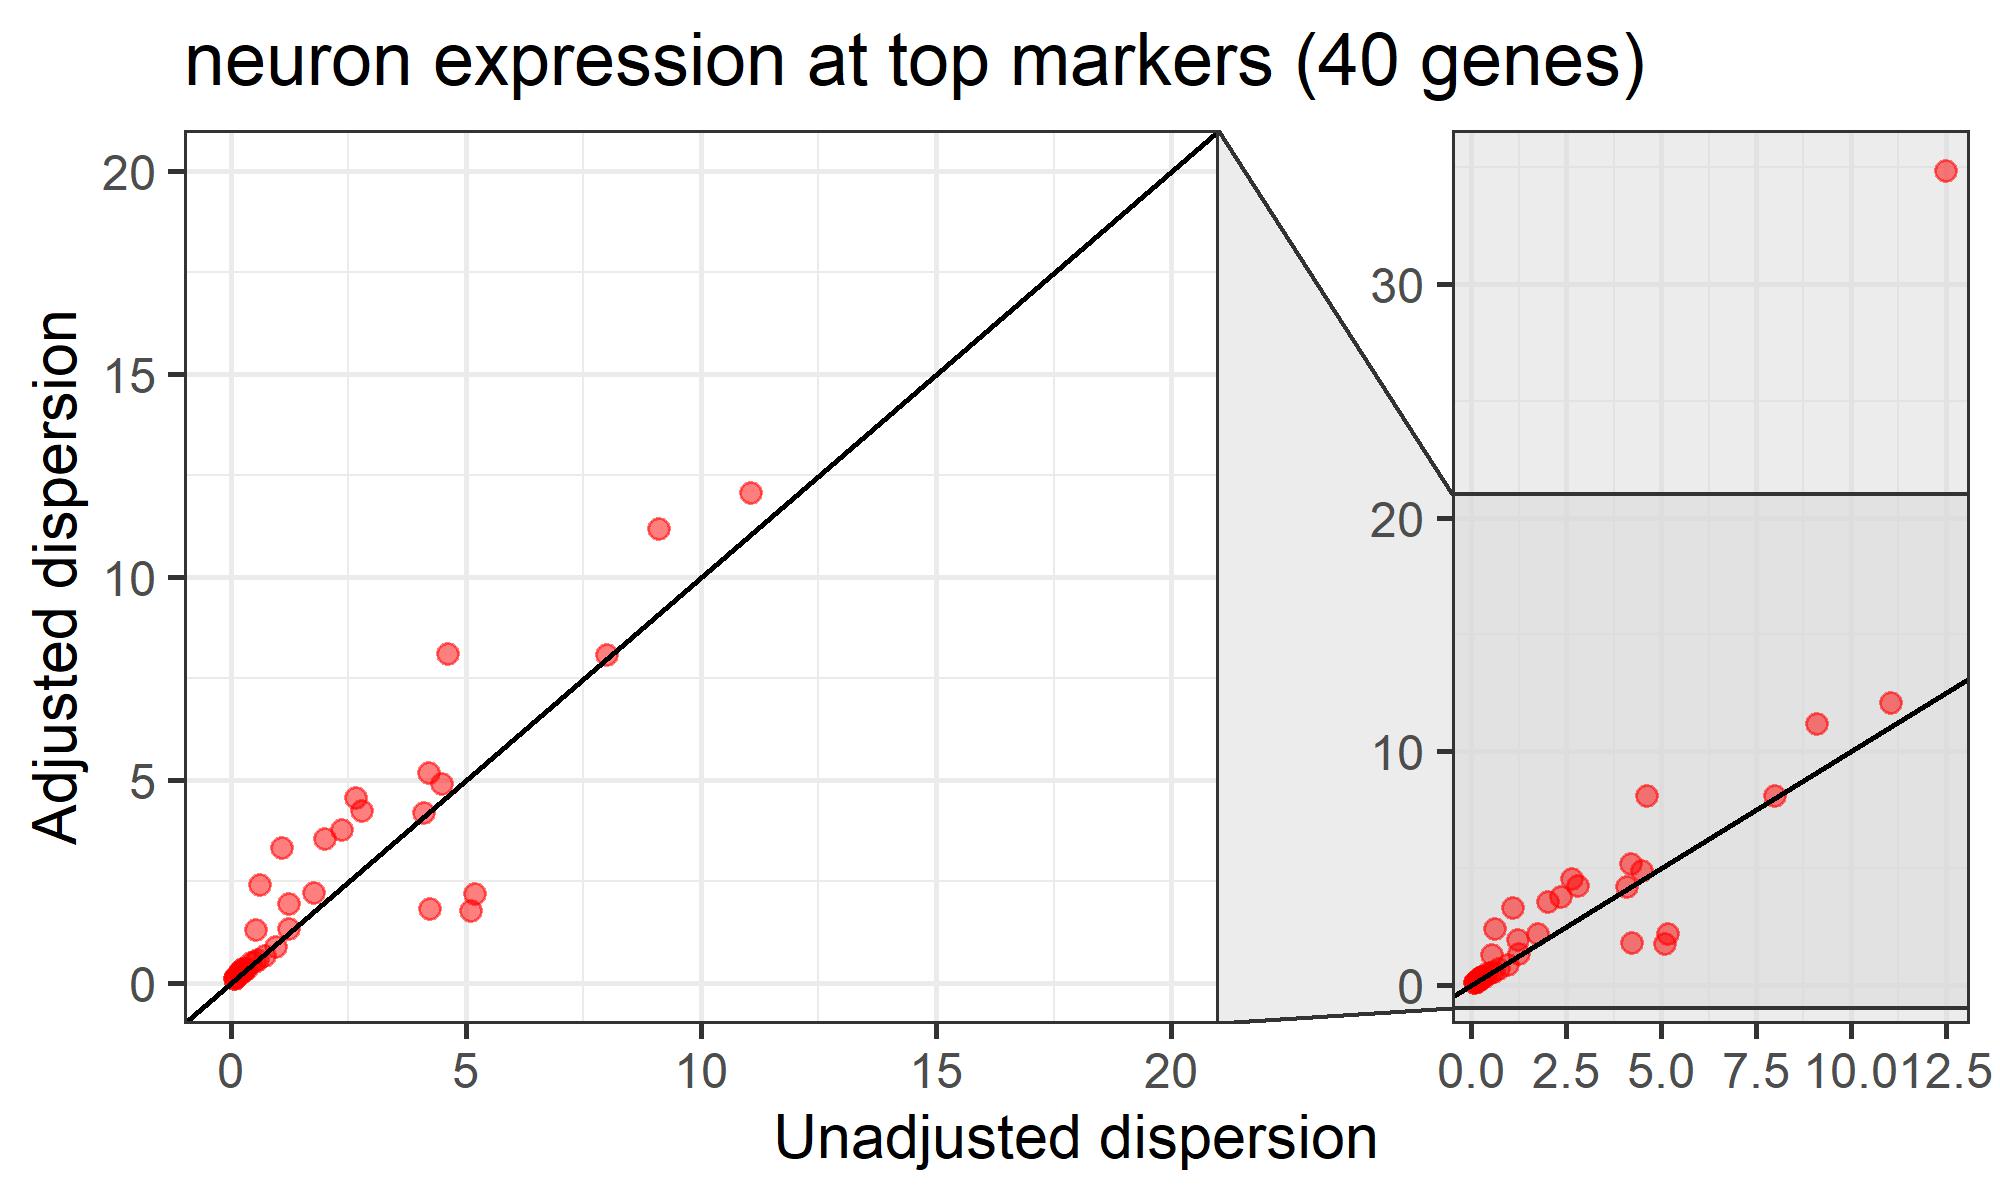 neuron expression at top markers (40 genes)
Adjusted dispersion
20
15
10
5
0
0 5 10 15 20
30
20
10
0
0.0 2.5 5.0 7.5 10.0 12.5
Unadjusted dispersion